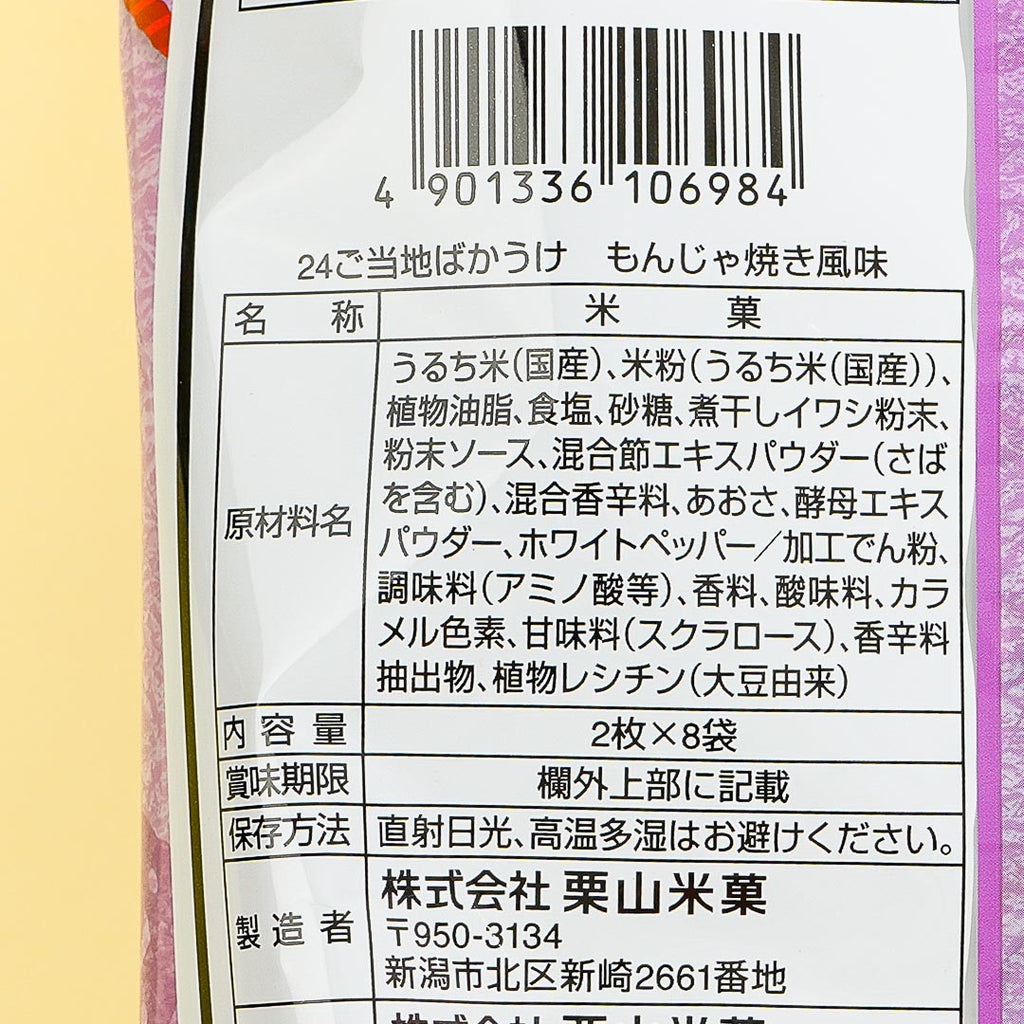 4 901336 106984
24ご当地ばかうけ　もんじゃ焼き風味
名　称　米　菓
原材料名
うるち米(国産)、米粉(うるち米(国産))、
植物油脂、食塩、砂糖、煮干しイワシ粉末、
粉末ソース、混合節エキスパウダー(さば
を含む)、混合香辛料、あおさ、酵母エキス
パウダー、ホワイトペッパー／加工でん粉、
調味料(アミノ酸等)、香料、酸味料、カラ
メル色素、甘味料(スクラロース)、香辛料
抽出物、植物レシチン(大豆由来)
内容量　2枚×8袋
賞味期限　欄外上部に記載
保存方法　直射日光、高温多湿はお避けください。
製造者　株式会社 栗山米菓
〒950-3134
新潟市北区新崎2661番地